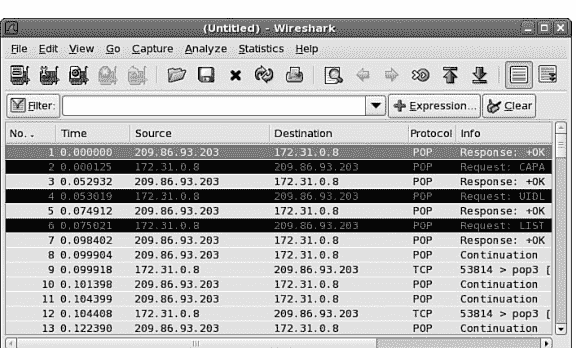 (Untitled) - Wireshark
File Edit View Go Capture Analyze Statistics Help
Filter: Expression... Clear
No. . Time Source Destination Protocol Info
1 0.000000 209.86.93.203 172.31.0.8 POP Response: +OK
2 0.000125 172.31.0.8 209.86.93.203 POP Request: CAPA
3 0.052932 209.86.93.203 172.31.0.8 POP Response: +OK
4 0.053019 172.31.0.8 209.86.93.203 POP Request: UIDL
5 0.074912 209.86.93.203 172.31.0.8 POP Response: +OK
6 0.075021 172.31.0.8 209.86.93.203 POP Request: LIST
7 0.098402 209.86.93.203 172.31.0.8 POP Response: +OK
8 0.099904 209.86.93.203 172.31.0.8 POP Continuation
9 0.099918 172.31.0.8 209.86.93.203 TCP 53814 > pop3 [
10 0.101398 209.86.93.203 172.31.0.8 POP Continuation
11 0.104399 209.86.93.203 172.31.0.8 POP Continuation
12 0.104408 172.31.0.8 209.86.93.203 TCP 53814 > pop3 [
13 0.122390 209.86.93.203 172.31.0.8 POP Continuation